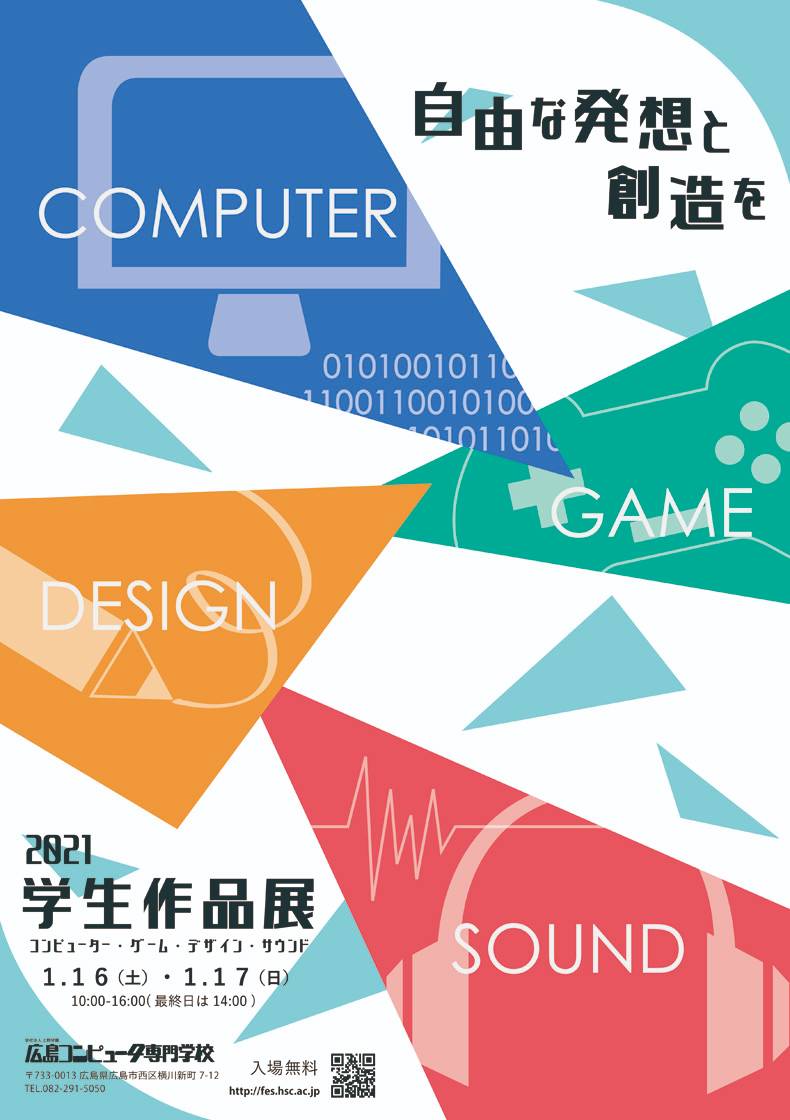 自由な発想と
創造を
COMPUTER
01010010110
1100110010100
101011010
GAME
DESIGN
SOUND
2021
学生作品展
コンピューター・ゲーム・デザイン・サウンド
1.16（土）・1.17（日）
10:00-16:00( 最終日は 14:00 )
広島コンピュータ専門学校
〒733-0013 広島県広島市西区横川新町 7-12
TEL.082-291-5050
入場無料
http://fes.hsc.ac.jp